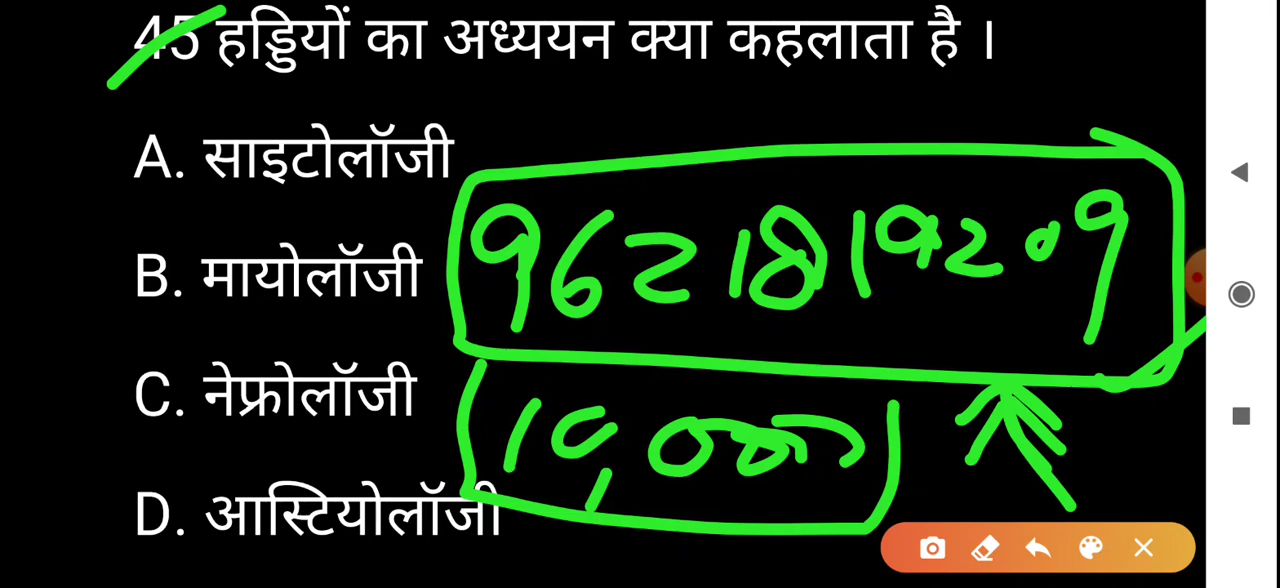 45 हड्डियों का अध्ययन क्या कहलाता है ।
A. साइटोलॉजी
B. मायोलॉजी
9621819209
C. नेफ्रोलॉजी
10,000
D. आस्टियोलॉजी